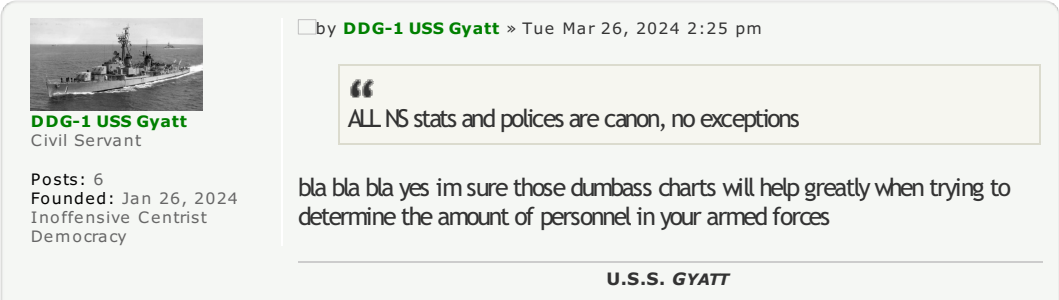 by DDG-1 USS Gyatt » Tue Mar 26, 2024 2:25 pm
DDG-1 USS Gyatt
Civil Servant
Posts: 6
Founded: Jan 26, 2024
Inoffensive Centrist
Democracy
“
ALL NS stats and polices are canon, no exceptions
bla bla bla yes im sure those dumbass charts will help greatly when trying to
determine the amount of personnel in your armed forces
U.S.S. GYATT